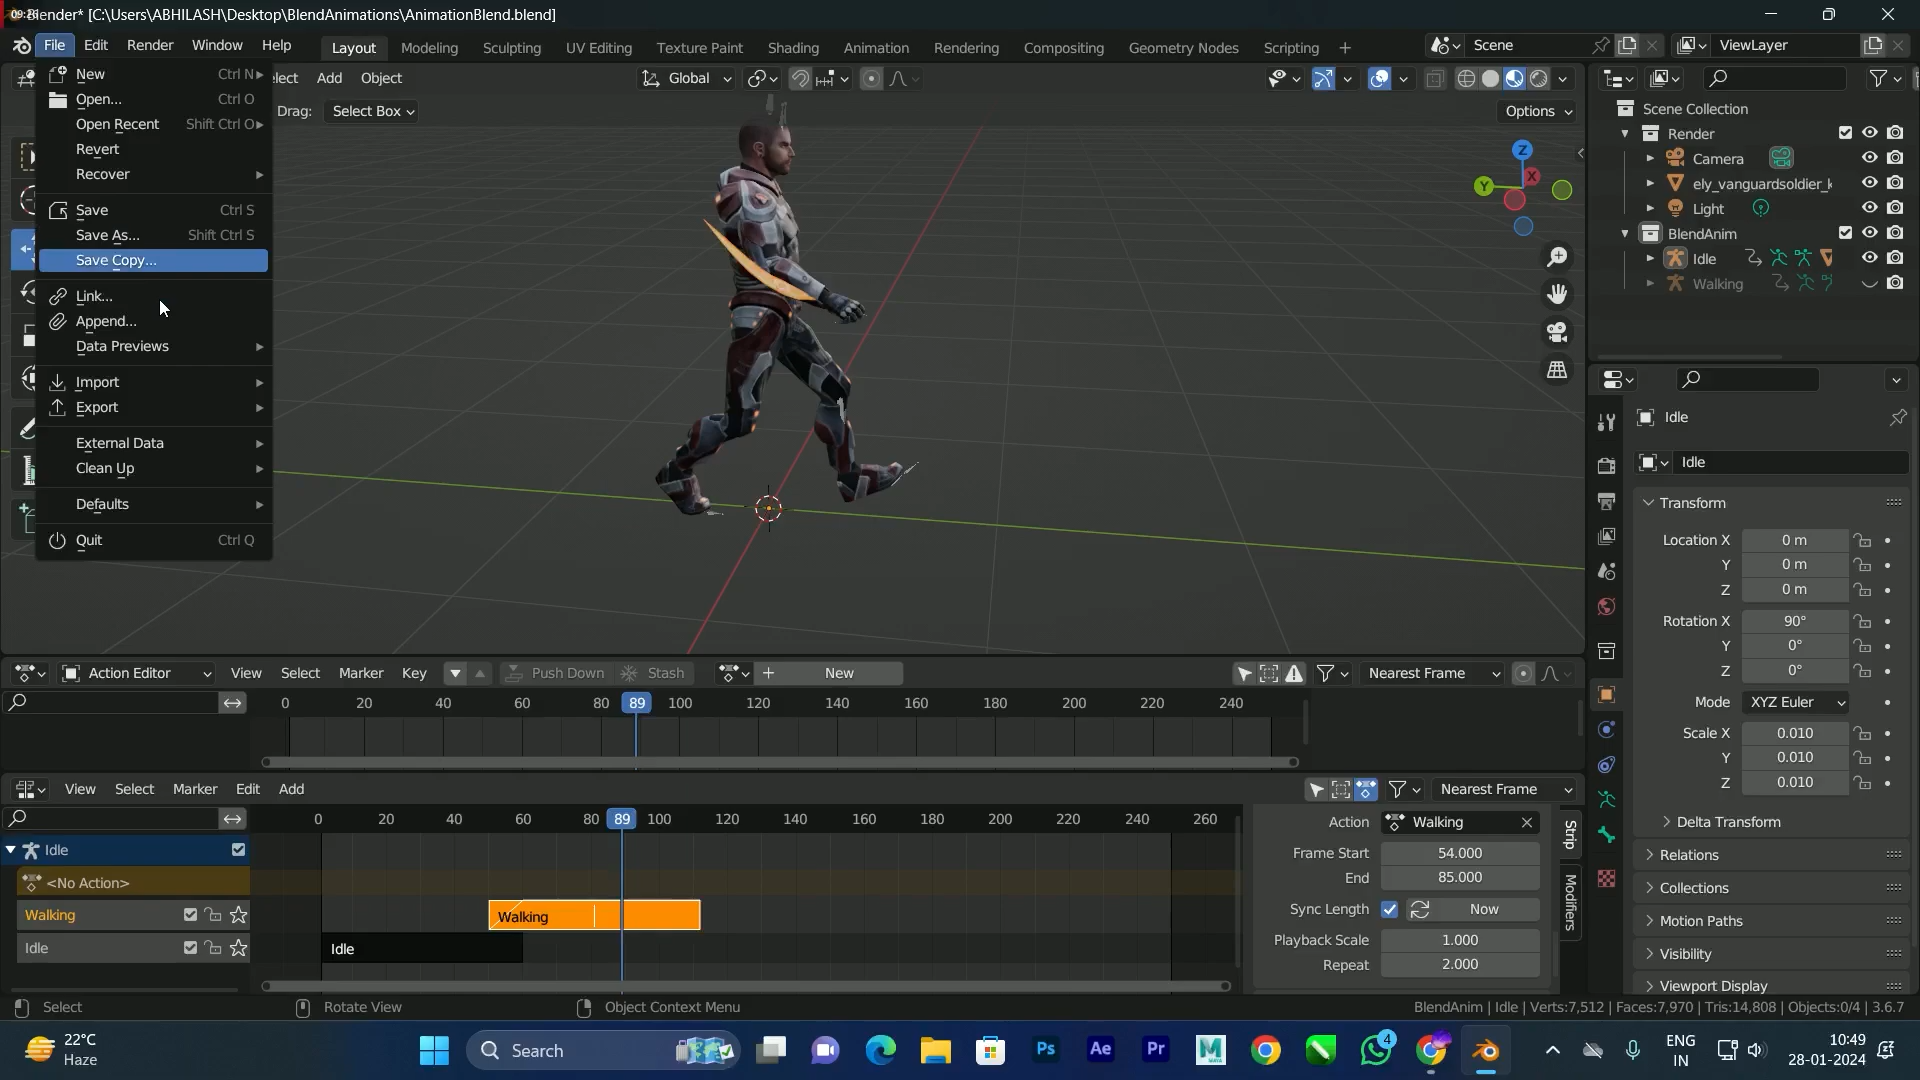 Blender* [C:\Users\ABHILASH\Desktop\BlendAnimations\AnimationBlend.blend]
File Edit Render Window Help Layout Modeling Sculpting UV Editing Texture Paint Shading Animation Rendering Compositing Geometry Nodes Scripting Scene ViewLayer
Add Object Global
Drag: Select Box Options
New Ctrl N
Open... Ctrl O
Open Recent Shift Ctrl O
Revert
Recover
Save Ctrl S
Save As... Shift Ctrl S
Save Copy...
Link...
Append...
Data Previews
Import
Export
External Data
Clean Up
Defaults
Quit Ctrl Q
Z
X
Y
Scene Collection
Render
Camera
ely_vanguardsoldier_k
Light
BlendAnim
Idle
Walking
Idle
Idle
Transform
Location X 0 m
Y 0 m
Z 0 m
Rotation X 90°
Y 0°
Z 0°
Mode XYZ Euler
Scale X 0.010
Y 0.010
Z 0.010
Delta Transform
Relations
Collections
Motion Paths
Visibility
Viewport Display
Action Editor View Select Marker Key Push Down Stash New Nearest Frame
0 20 40 60 80 89 100 120 140 160 180 200 220 240
View Select Marker Edit Add Nearest Frame
0 20 40 60 80 89 100 120 140 160 180 200 220 240 260
Idle
<No Action>
Walking Walking
Idle Idle
Action Walking
Frame Start 54.000
End 85.000
Sync Length Now
Playback Scale 1.000
Repeat 2.000
Strip
Modifiers
Select Rotate View Object Context Menu BlendAnim | Idle | Verts:7,512 | Faces:7,970 | Tris:14,808 | Objects:0/4 | 3.6.7
22°C
Haze
Search
Ps Ae Pr M
MAYA
4
ENG
IN
10:49
28-01-2024